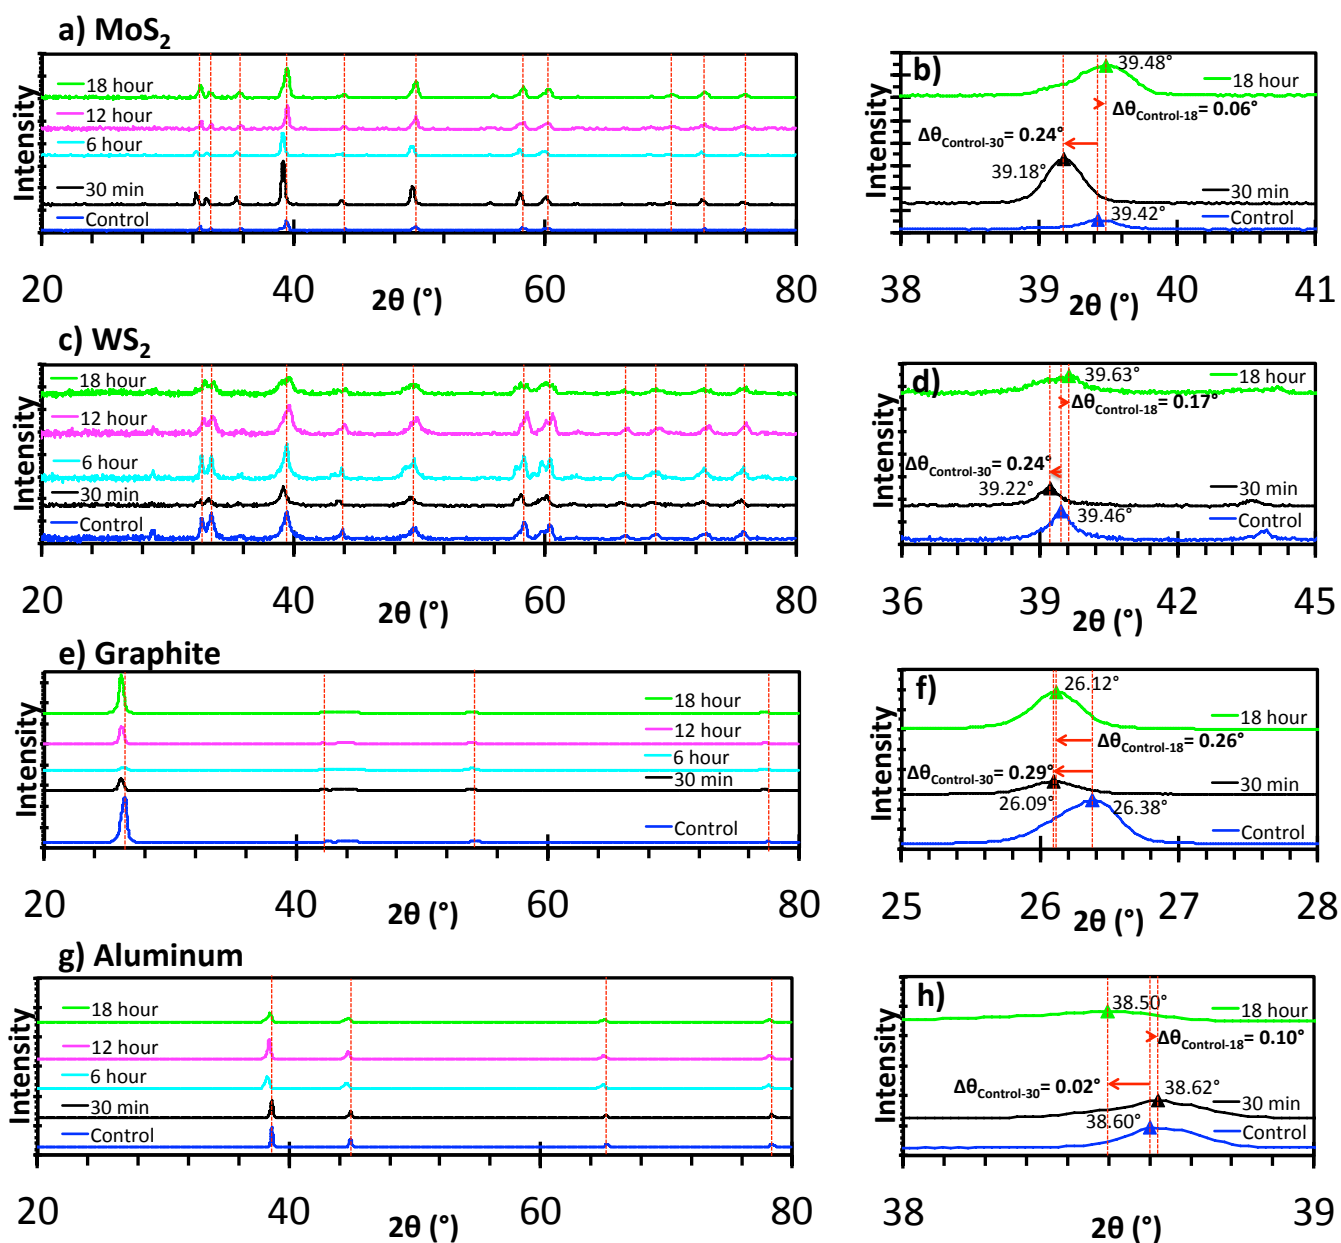 a) MoS₂
Intensity
18 hour
12 hour
6 hour
30 min
Control
20 40 60 80
2θ (°)
b)
39.48°
18 hour
Δθ_Control-18 = 0.06°
Δθ_Control-30 = 0.24°
39.18°
30 min
39.42°
Control
38 39 40 41
2θ (°)
Intensity
c) WS₂
Intensity
18 hour
12 hour
6 hour
30 min
Control
20 40 60 80
2θ (°)
d)
39.63°
18 hour
Δθ_Control-18 = 0.17°
Δθ_Control-30 = 0.24°
39.22°
30 min
39.46°
Control
36 39 42 45
2θ (°)
Intensity
e) Graphite
Intensity
18 hour
12 hour
6 hour
30 min
Control
20 40 60 80
2θ (°)
f)
26.12°
18 hour
Δθ_Control-18 = 0.26°
Δθ_Control-30 = 0.29°
30 min
26.09°
26.38°
Control
25 26 27 28
2θ (°)
Intensity
g) Aluminum
Intensity
18 hour
12 hour
6 hour
30 min
Control
20 40 60 80
2θ (°)
h)
38.50°
18 hour
Δθ_Control-18 = 0.10°
Δθ_Control-30 = 0.02°
38.62°
30 min
38.60°
Control
38 39
2θ (°)
Intensity